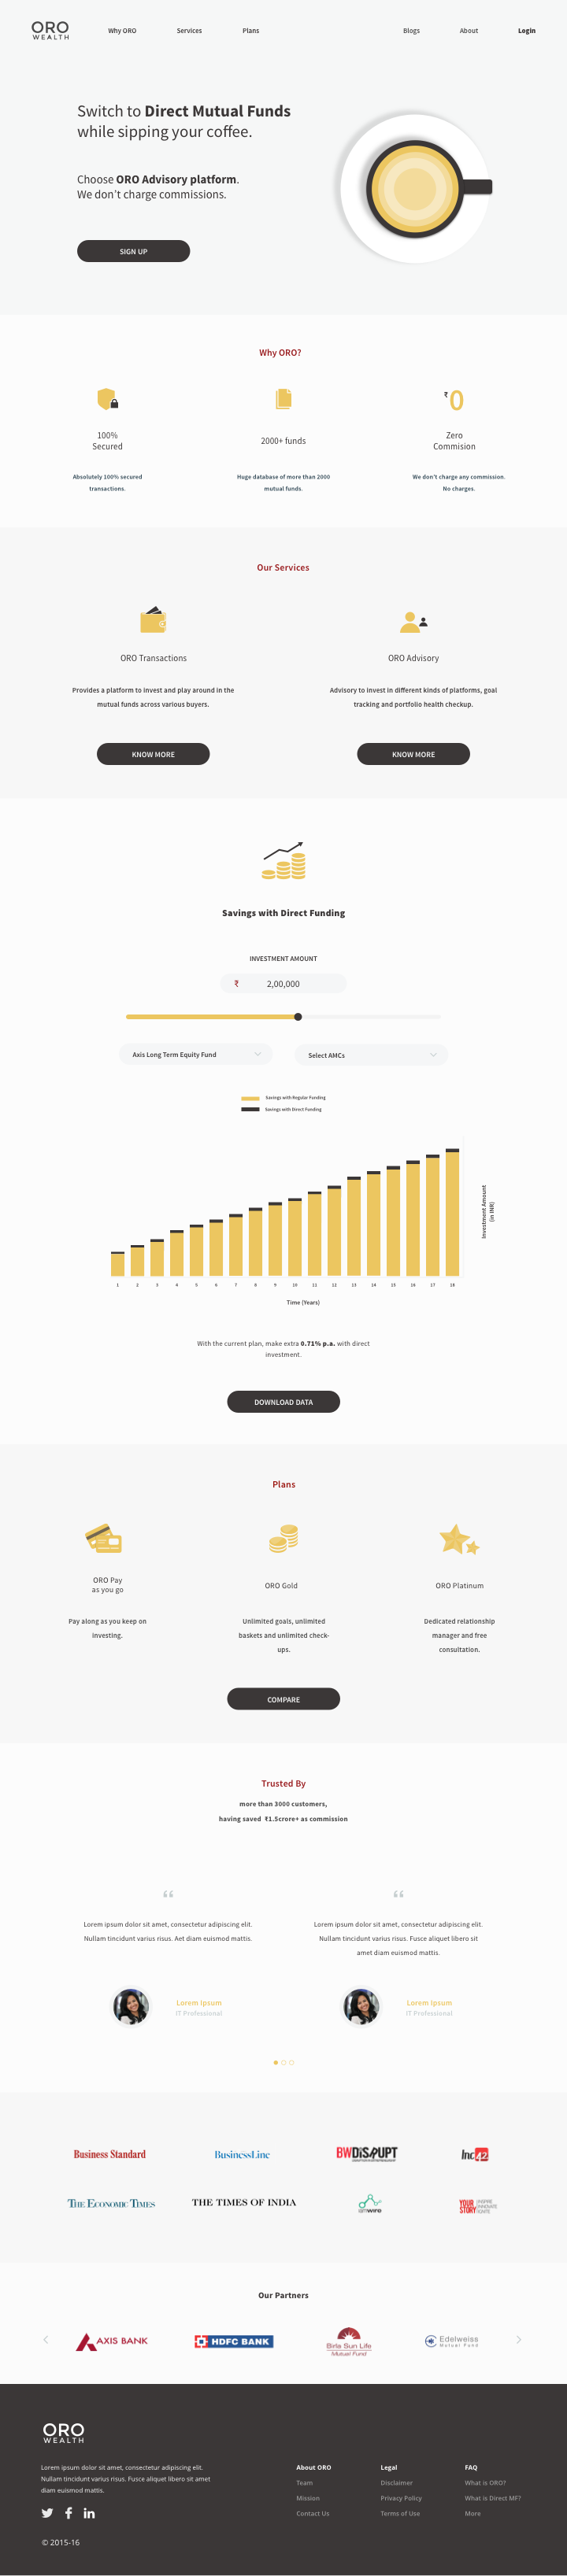 ORO
WEALTH
Why ORO
Services
Plans
Blogs
About
Login
Switch to Direct Mutual Funds
while sipping your coffee.
Choose ORO Advisory platform.
We don't charge commissions.
SIGN UP
Why ORO?
₹0
100%
Secured
2000+ funds
Zero
Commision
Absolutely 100% secured
transactions.
Huge database of more than 2000
mutual funds.
We don't charge any commission.
No charges.
Our Services
ORO Transactions
ORO Advisory
Provides a platform to invest and play around in the
mutual funds across various buyers.
Advisory to invest in different kinds of platforms, goal
tracking and portfolio health checkup.
KNOW MORE
KNOW MORE
Savings with Direct Funding
INVESTMENT AMOUNT
₹ 2,00,000
Axis Long Term Equity Fund
Select AMCs
Savings with Regular Funding
Savings with Direct Funding
Investment Amount
(in INR)
1 2 3 4 5 6 7 8 9 10 11 12 13 14 15 16 17 18
Time (Years)
With the current plan, make extra 0.71% p.a. with direct
investment.
DOWNLOAD DATA
Plans
ORO Pay
as you go
ORO Gold
ORO Platinum
Pay along as you keep on
investing.
Unlimited goals, unlimited
baskets and unlimited check-
ups.
Dedicated relationship
manager and free
consultation.
COMPARE
Trusted By
more than 3000 customers,
having saved ₹1.5crore+ as commission
“
Lorem ipsum dolor sit amet, consectetur adipiscing elit.
Nullam tincidunt varius risus. Aet diam euismod mattis.
Lorem Ipsum
IT Professional
“
Lorem ipsum dolor sit amet, consectetur adipiscing elit.
Nullam tincidunt varius risus. Fusce aliquet libero sit
amet diam euismod mattis.
Lorem Ipsum
IT Professional
Business Standard
BusinessLine
BWDISRUPT
Inc42
THE ECONOMIC TIMES
THE TIMES OF INDIA
simwire
YOUR
STORY
INSPIRE
INNOVATE
IGNITE
Our Partners
AXIS BANK
HDFC BANK
Birla Sun Life
Mutual Fund
Edelweiss
Mutual Fund
ORO
WEALTH
Lorem ipsum dolor sit amet, consectetur adipiscing elit.
Nullam tincidunt varius risus. Fusce aliquet libero sit amet
diam euismod mattis.
© 2015-16
About ORO
Team
Mission
Contact Us
Legal
Disclaimer
Privacy Policy
Terms of Use
FAQ
What is ORO?
What is Direct MF?
More